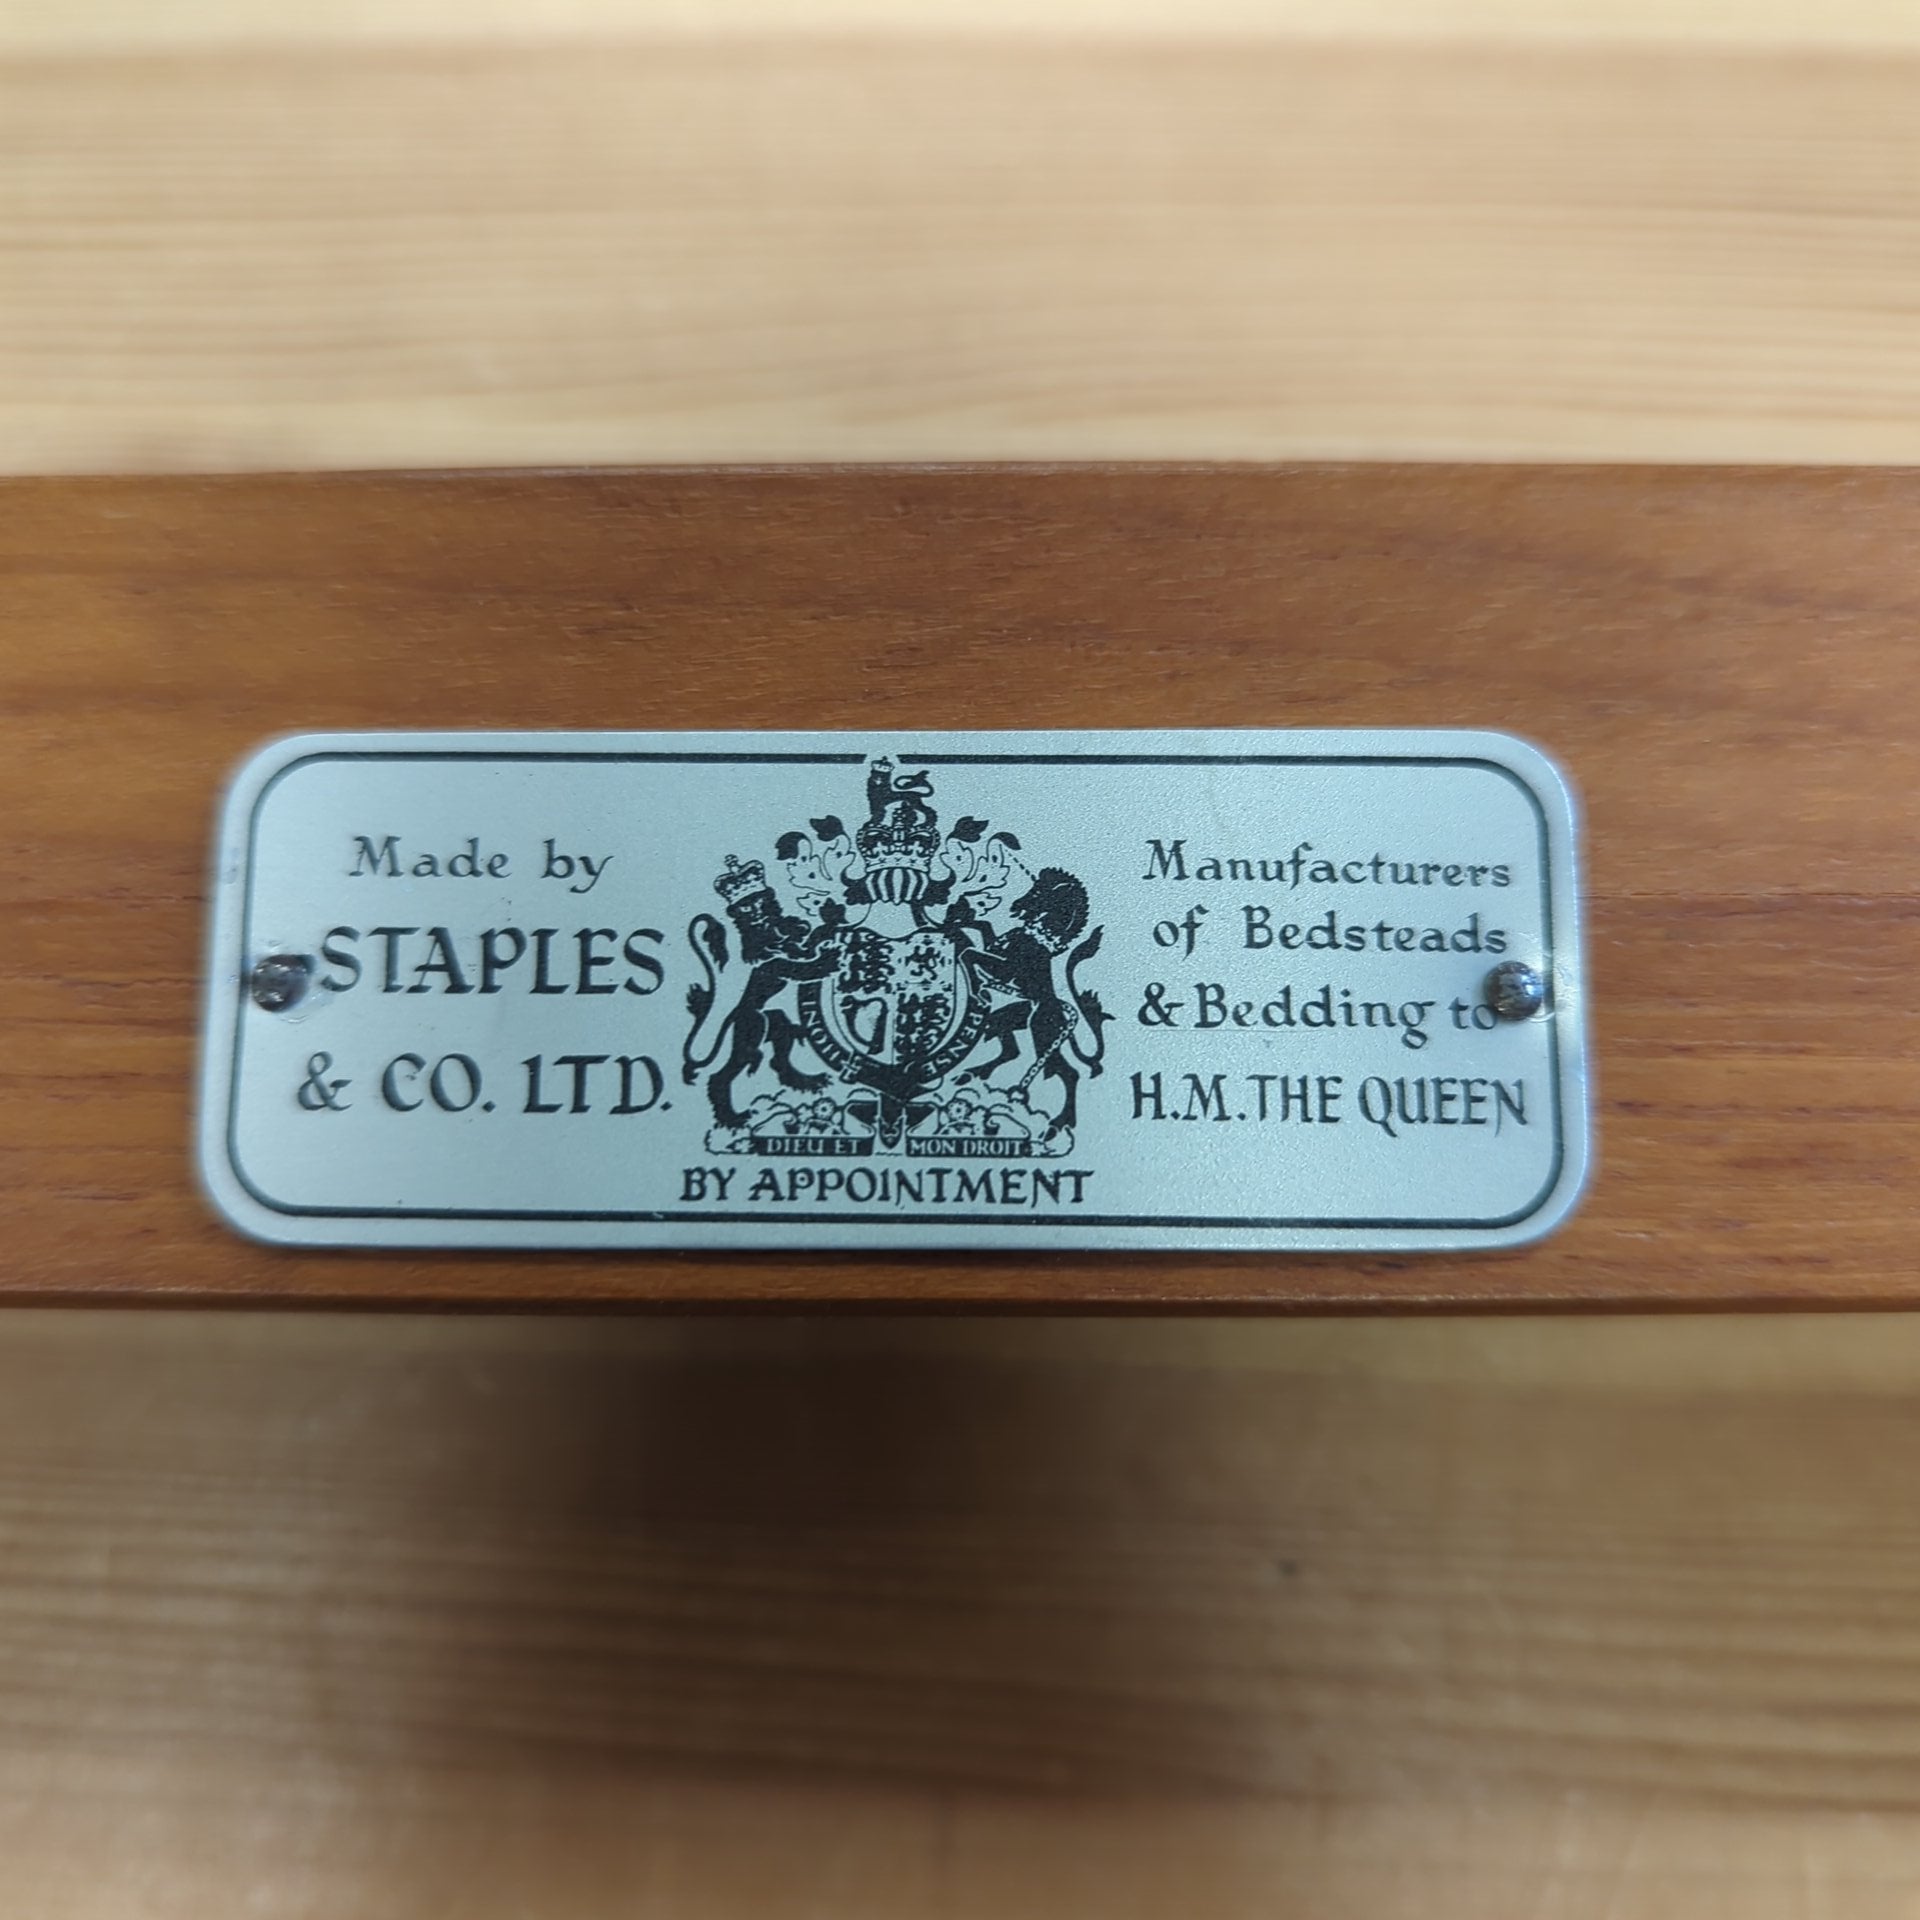 Made by
STAPLES
& CO. LTD.
DIEU ET MON DROIT
BY APPOINTMENT
Manufacturers
of Bedsteads
& Bedding to
H.M. THE QUEEN